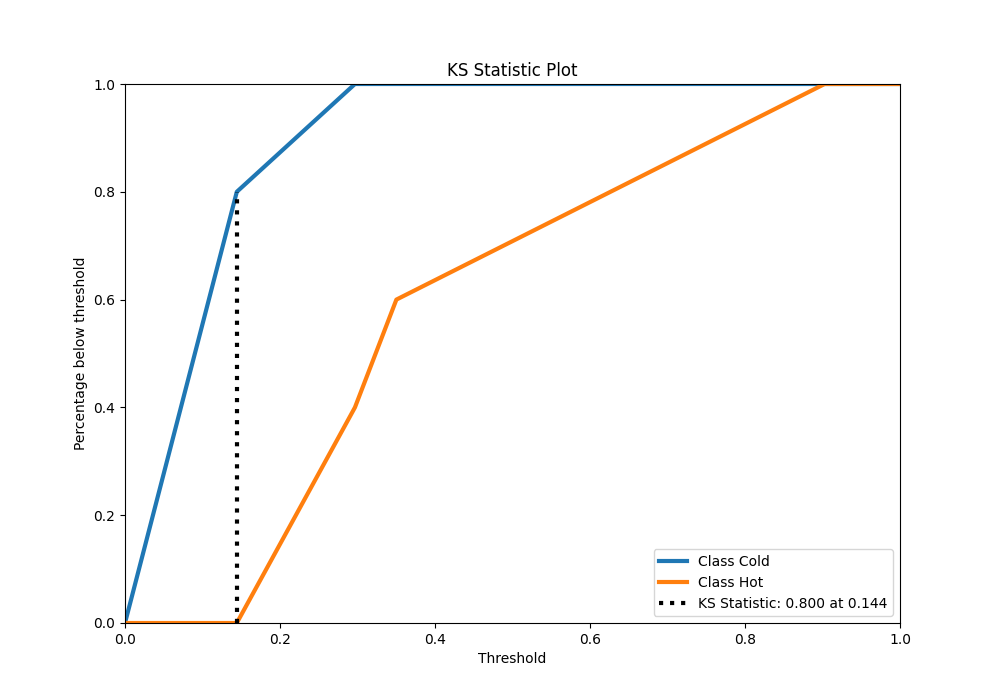 KS Statistic Plot
1.0
0.8
0.6
0.4
0.2
0.0
Percentage below threshold
0.0 0.2 0.4 0.6 0.8 1.0
Threshold
Class Cold
Class Hot
KS Statistic: 0.800 at 0.144